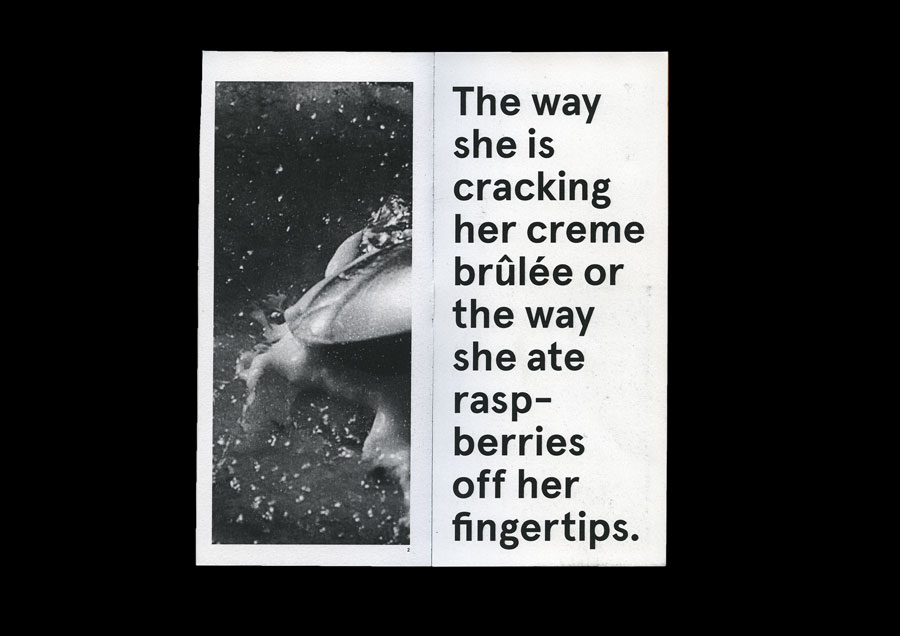 The way
she is
cracking
her creme
brûlée or
the way
she ate
rasp-
berries
off her
fingertips.
2